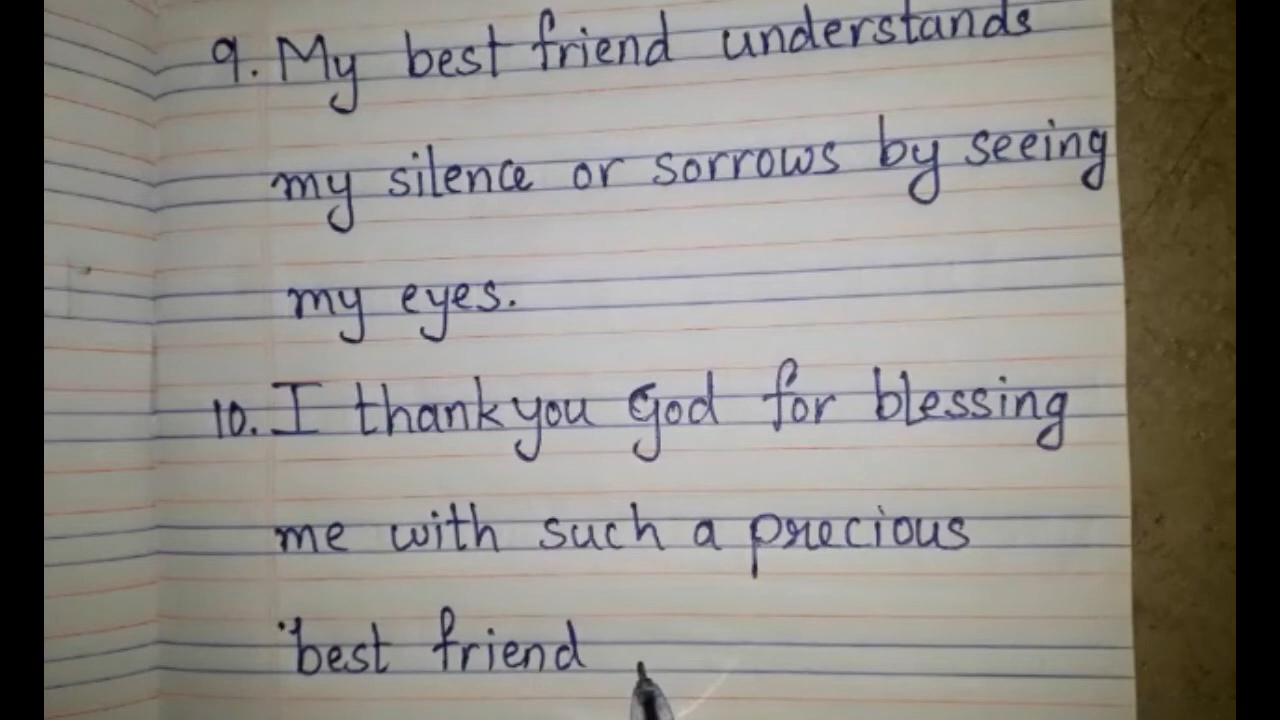 9. My best friend understands
my silence or sorrows by seeing
my eyes.
10. I thank you God for blessing
me with such a precious
best friend